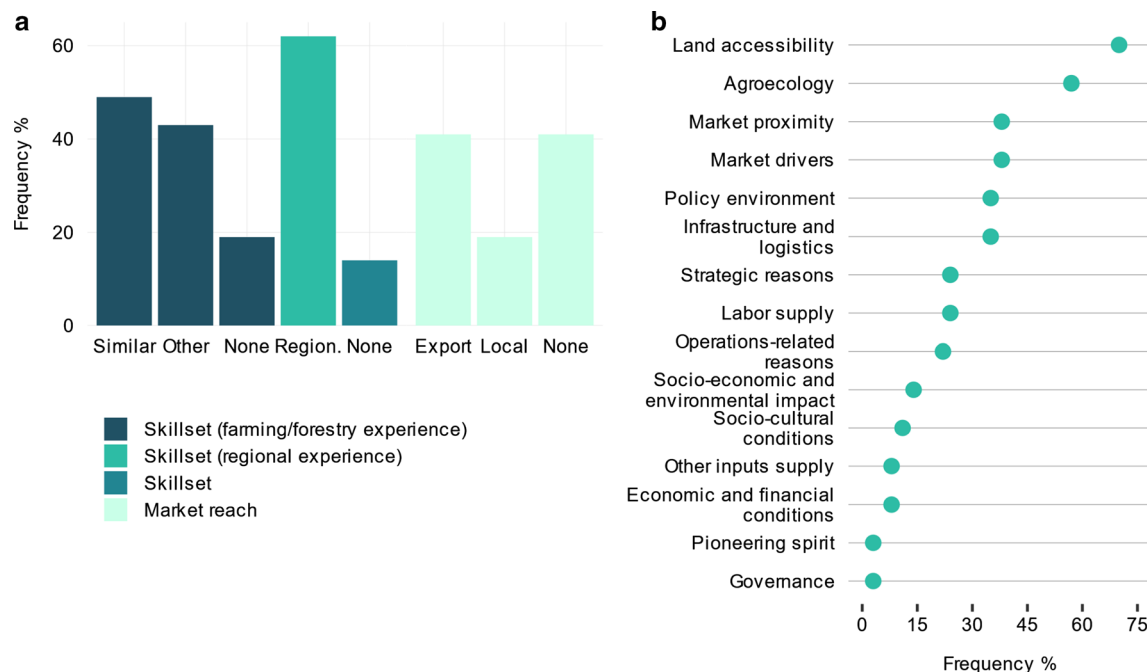 a
Frequency %
60
40
20
0
Similar Other None Region. None Export Local None
Skillset (farming/forestry experience)
Skillset (regional experience)
Skillset
Market reach
b
Land accessibility
Agroecology
Market proximity
Market drivers
Policy environment
Infrastructure and
logistics
Strategic reasons
Labor supply
Operations-related
reasons
Socio-economic and
environmental impact
Socio-cultural
conditions
Other inputs supply
Economic and financial
conditions
Pioneering spirit
Governance
0 15 30 45 60 75
Frequency %